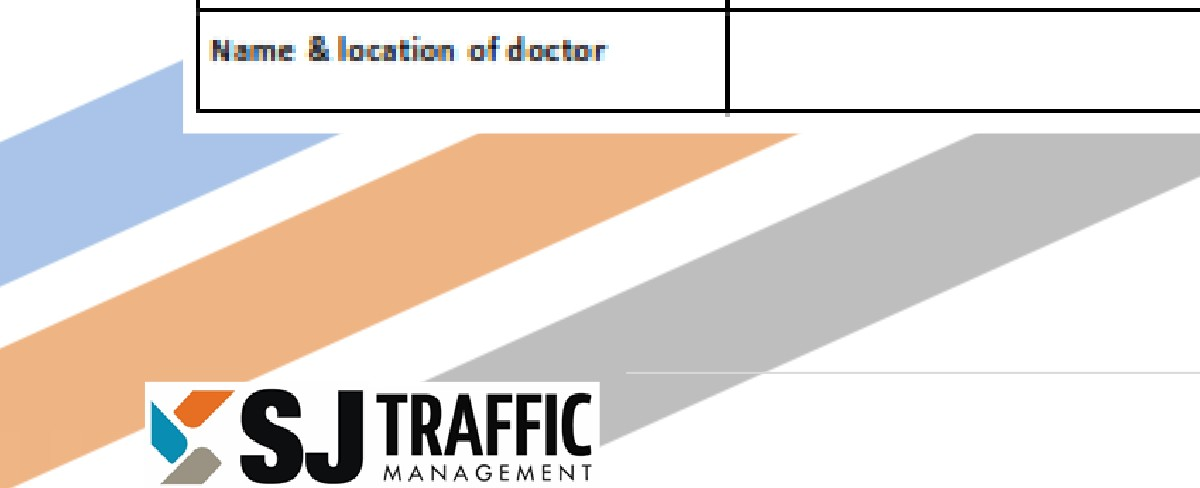 Name & location of doctor
SJ TRAFFIC
MANAGEMENT